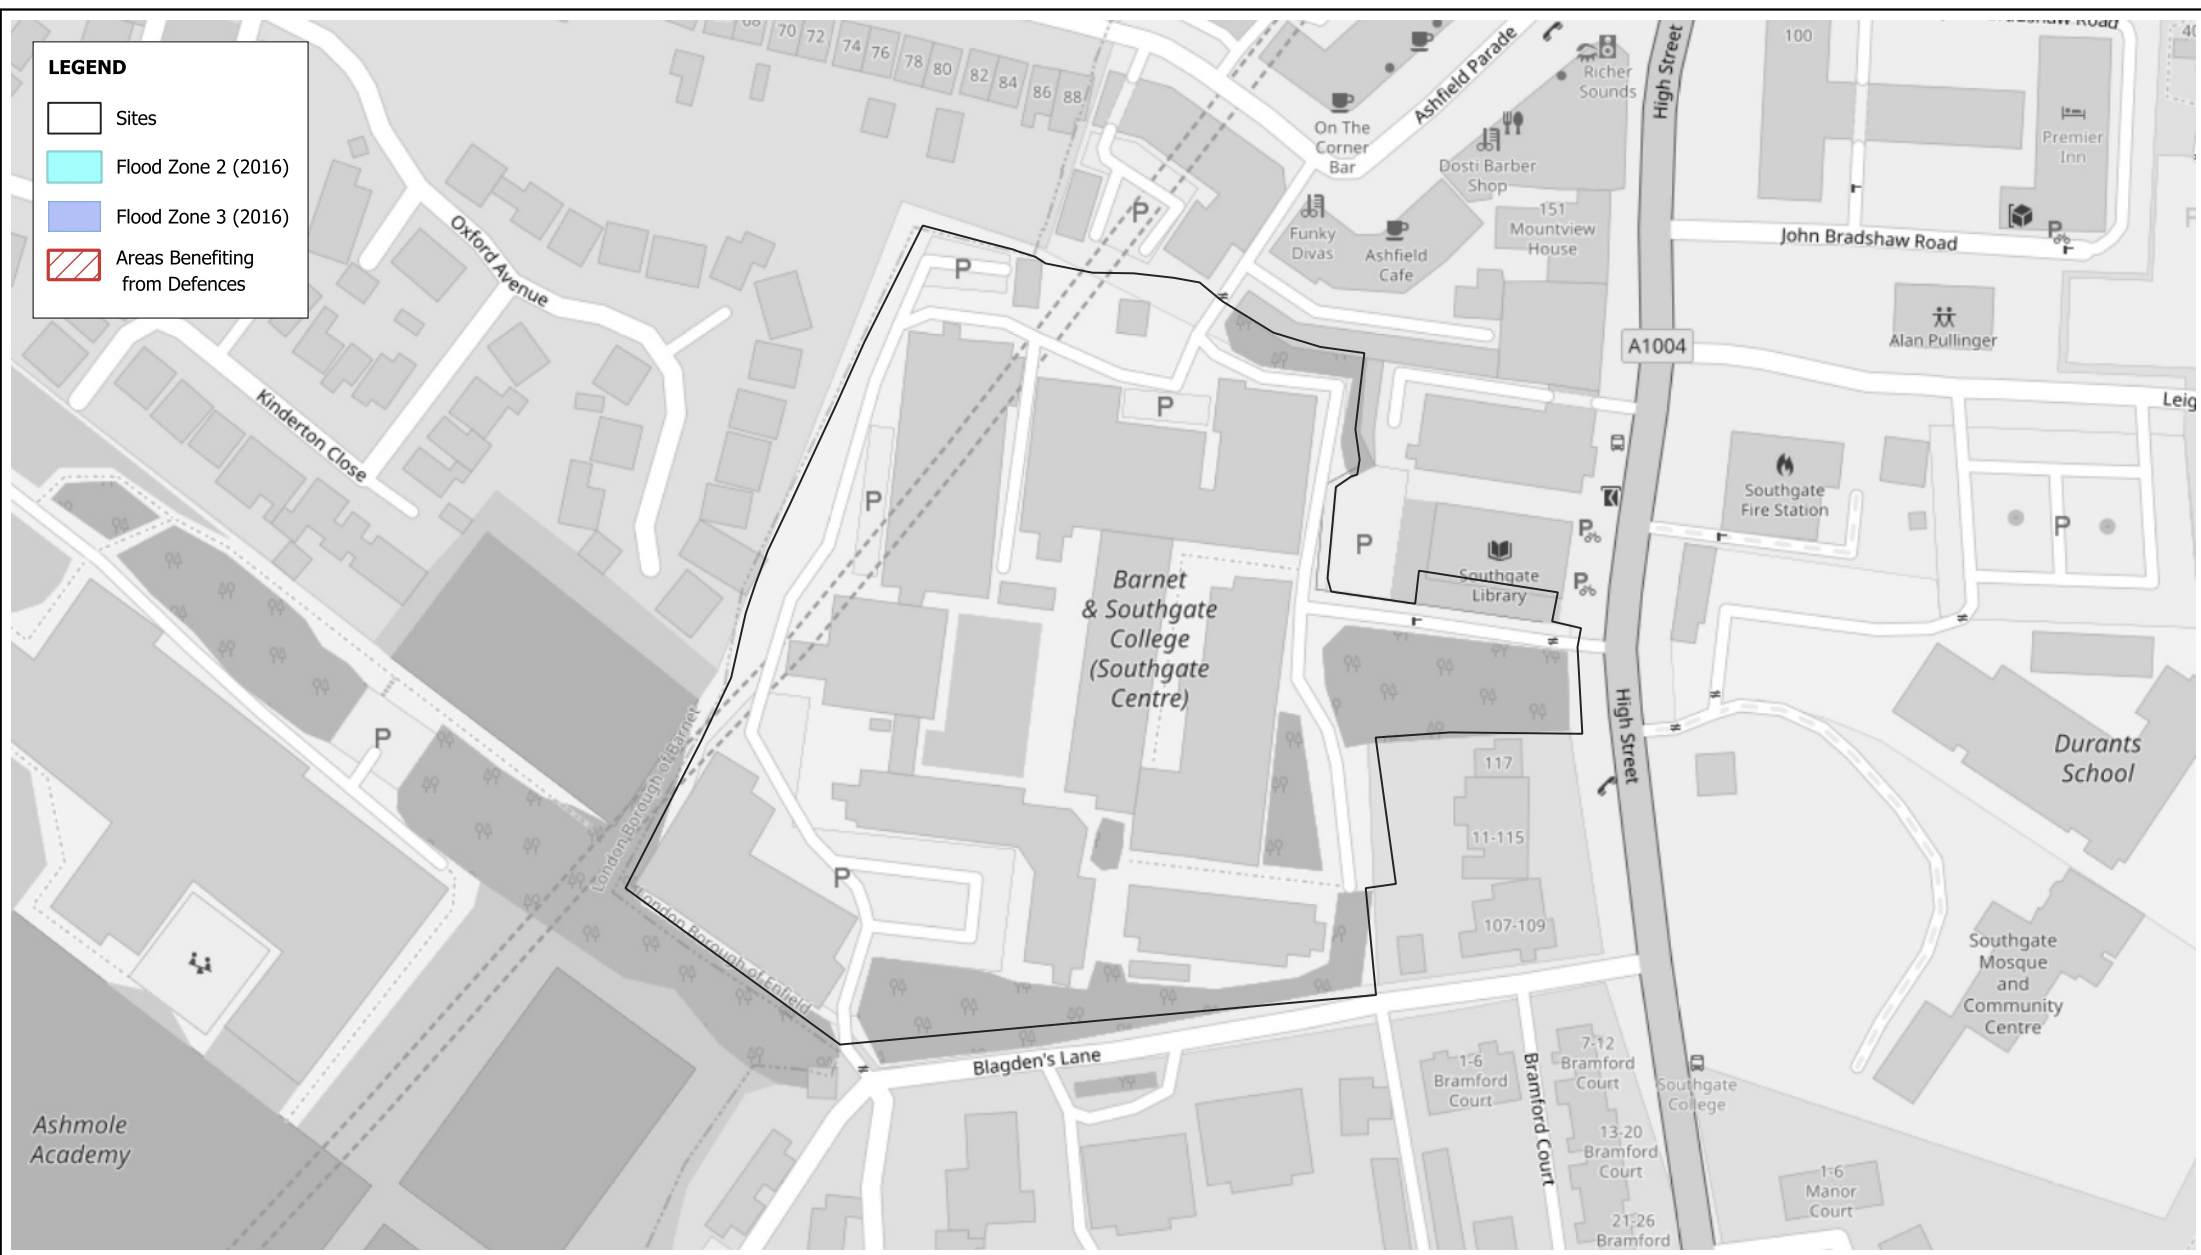 LEGEND
Sites
Flood Zone 2 (2016)
Flood Zone 3 (2016)
Areas Benefiting
from Defences
68
70
72
74
76
78
80
82
84
86
88
Ashfield Parade
High Street
Richer
Sounds
On The
Corner
Bar
Dosti Barber
Shop
Funky
Divas
Ashfield
Cafe
151
Mountview
House
100
Premier
Inn
John Bradshaw Road
A1004
Alan Pullinger
Leig
Oxford Avenue
Kinderton Close
P
P
P
P
P
P
P
P
P
P
P
P
Southgate
Fire Station
Southgate
Library
Barnet
& Southgate
College
(Southgate
Centre)
High Street
Durants
School
117
11-115
107-109
London Borough of Barnet
London Borough of Enfield
Southgate
Mosque
and
Community
Centre
Blagden's Lane
1-6
Bramford
Court
7-12
Bramford
Court
Bramford Court
13-20
Bramford
Court
21-26
Bramford
Southgate
College
1-6
Manor
Court
Ashmole
Academy